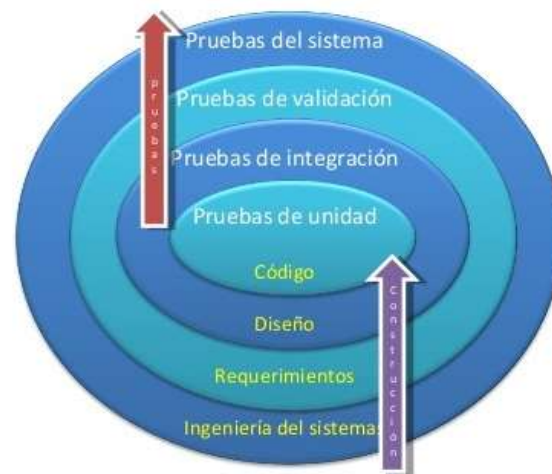 Pruebas del sistema
pruebas
Pruebas de validación
Pruebas de integración
Pruebas de unidad
Código
construcción
Diseño
Requerimientos
Ingeniería del sistemas